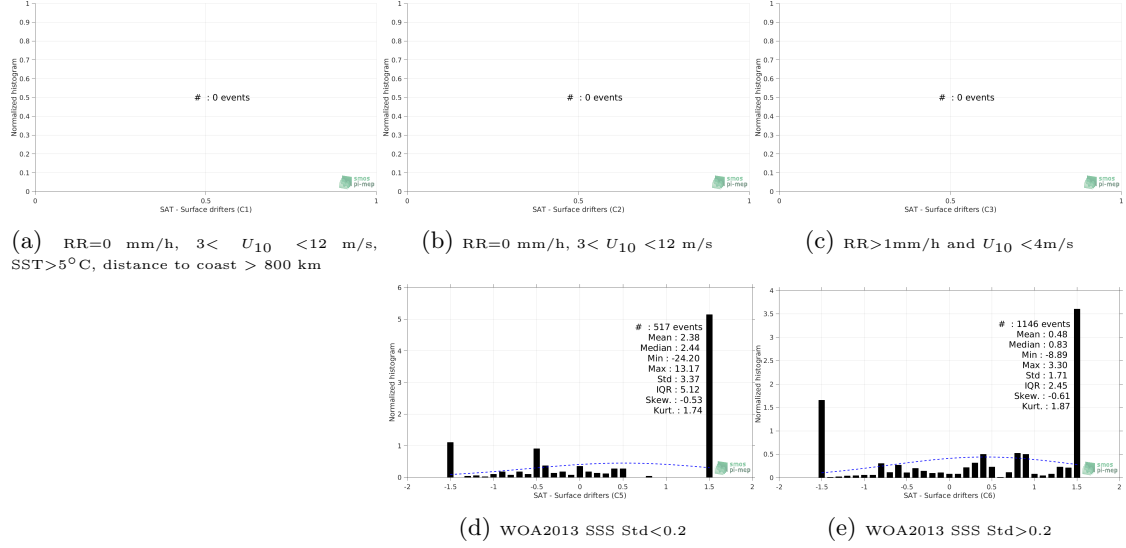 1
0.9
0.8
0.7
0.6
0.5
0.4
0.3
0.2
0.1
0
Normalized histogram
# : 0 events
smos
pi-mep
0
0.5
1
SAT - Surface drifters (C1)
1
0.9
0.8
0.7
0.6
0.5
0.4
0.3
0.2
0.1
0
Normalized histogram
# : 0 events
smos
pi-mep
0
0.5
1
SAT - Surface drifters (C2)
1
0.9
0.8
0.7
0.6
0.5
0.4
0.3
0.2
0.1
0
Normalized histogram
# : 0 events
smos
pi-mep
0
0.5
1
SAT - Surface drifters (C3)
(a) RR=0 mm/h, 3< U10 <12 m/s,
SST>5°C, distance to coast > 800 km
(b) RR=0 mm/h, 3< U10 <12 m/s
(c) RR>1mm/h and U10 <4m/s
6
5
4
3
2
1
0
Normalized histogram
# : 517 events
Mean : 2.38
Median : 2.44
Min : -24.20
Max : 13.17
Std : 3.37
IQR : 5.12
Skew. : -0.53
Kurt. : 1.74
smos
pi-mep
-2
-1.5
-1
-0.5
0
0.5
1
1.5
2
SAT - Surface drifters (C5)
4
3.5
3
2.5
2
1.5
1
0.5
0
Normalized histogram
# : 1146 events
Mean : 0.48
Median : 0.83
Min : -8.89
Max : 3.30
Std : 1.71
IQR : 2.45
Skew. : -0.61
Kurt. : 1.87
smos
pi-mep
-2
-1.5
-1
-0.5
0
0.5
1
1.5
2
SAT - Surface drifters (C6)
(d) WOA2013 SSS Std<0.2
(e) WOA2013 SSS Std>0.2